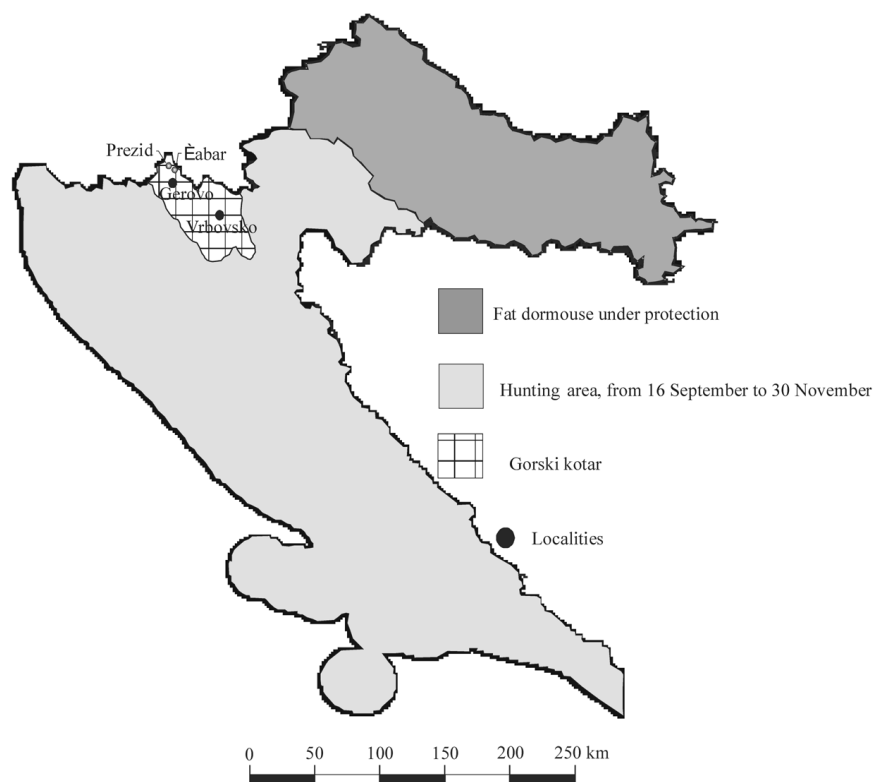 Prezid
Èabar
Gerovo
Vrbovsko
Fat dormouse under protection
Hunting area, from 16 September to 30 November
Gorski kotar
Localities
0 50 100 150 200 250 km